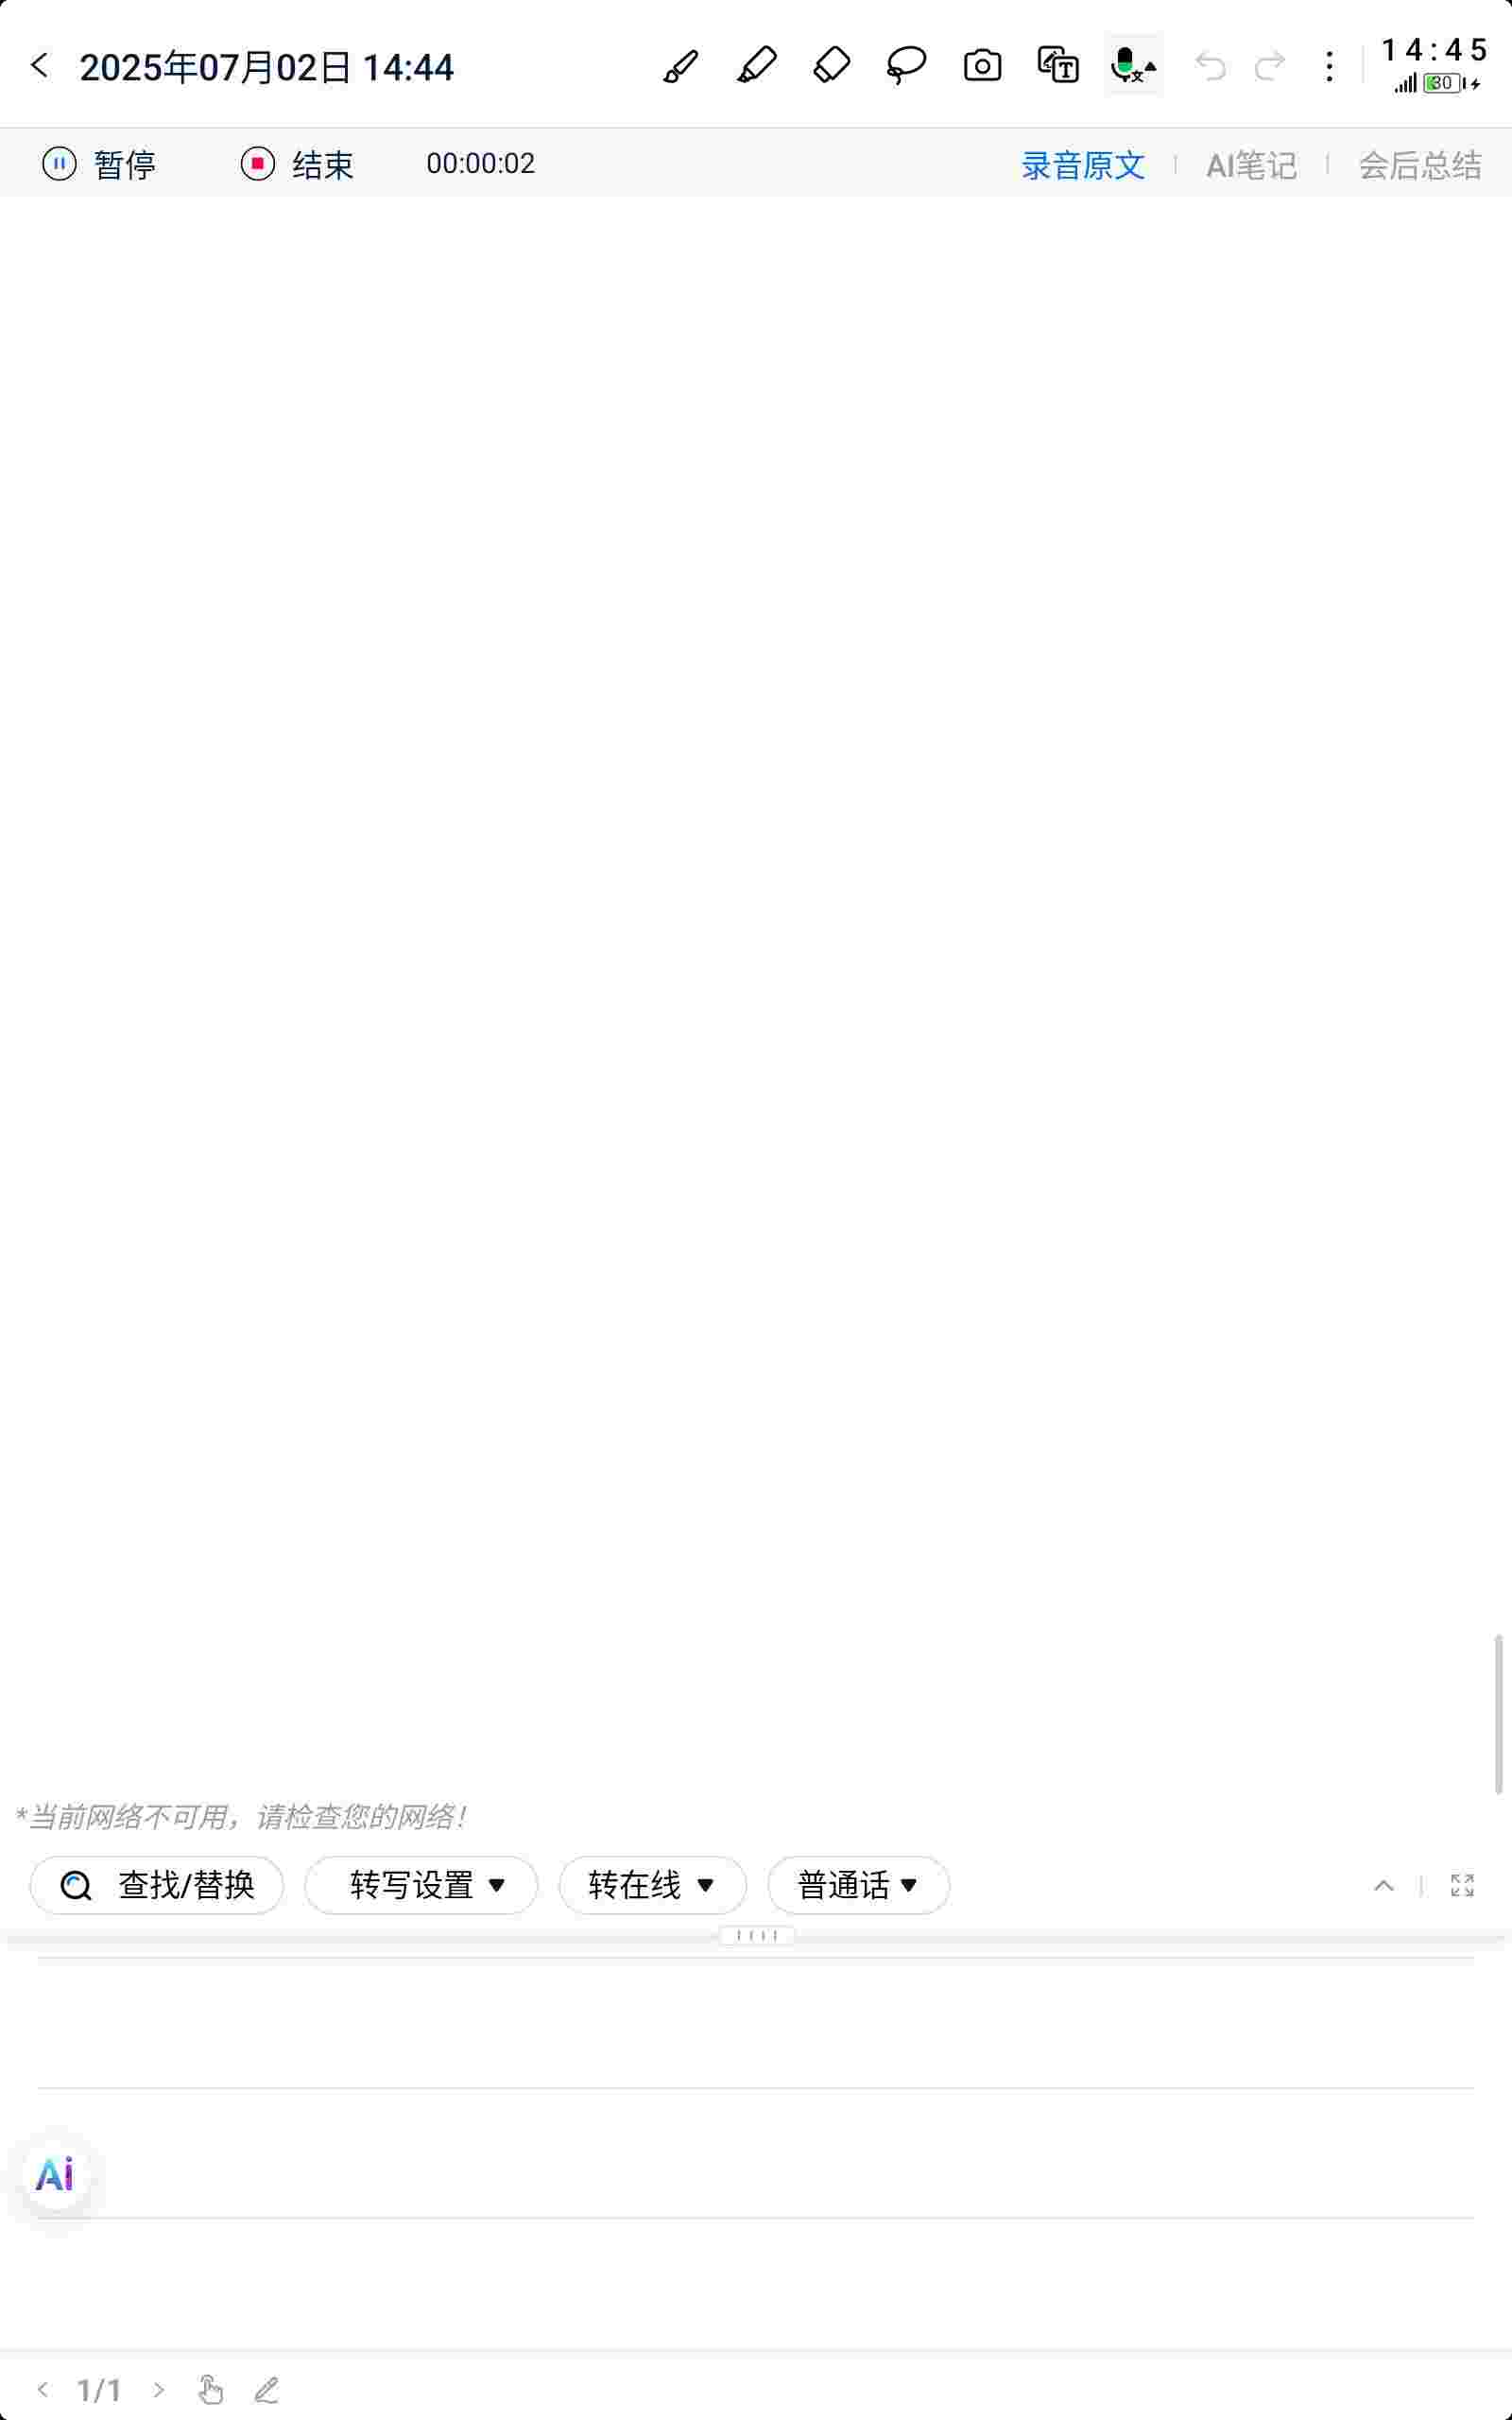 2025年07月02日 14:44
14:45
30
暂停 结束 00:00:02 录音原文 AI笔记 会后总结
*当前网络不可用，请检查您的网络！
查找/替换 转写设置 转在线 普通话
Ai
1/1